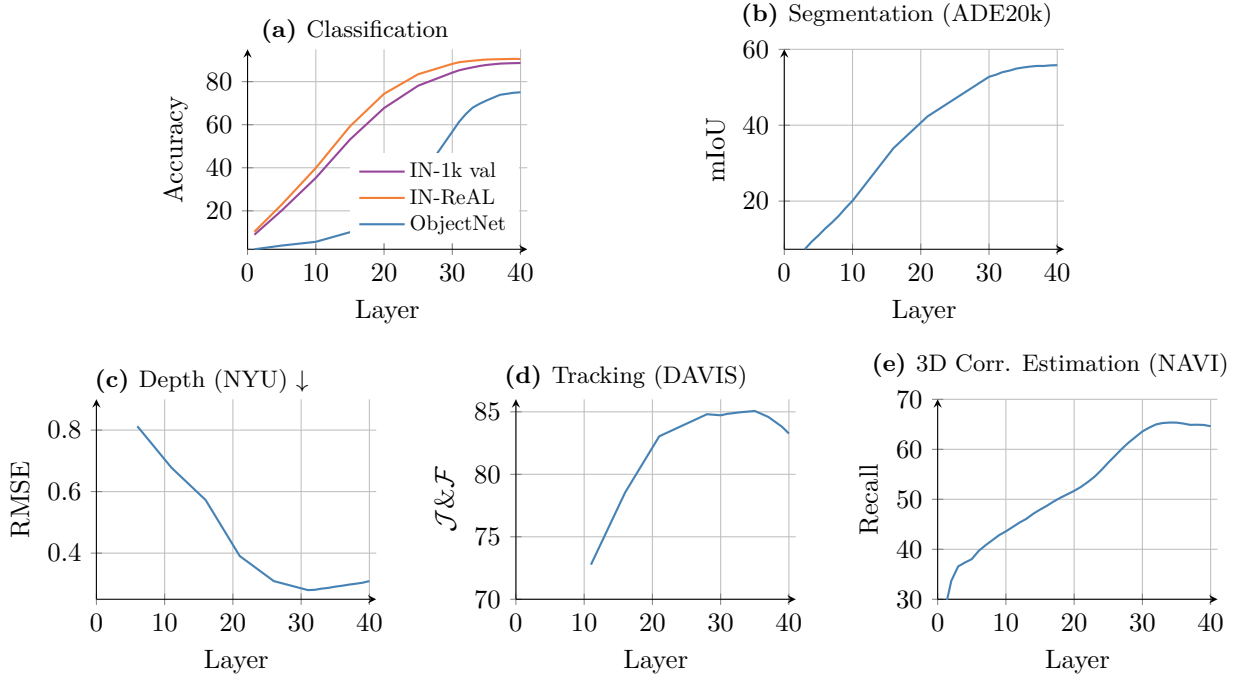 (a) Classification
Accuracy
80
60
40
20
IN-1k val
IN-ReAL
ObjectNet
0 10 20 30 40
Layer
(b) Segmentation (ADE20k)
mIoU
60
40
20
0 10 20 30 40
Layer
(c) Depth (NYU) ↓
RMSE
0.8
0.6
0.4
0 10 20 30 40
Layer
(d) Tracking (DAVIS)
𝒥&ℱ
85
80
75
70
0 10 20 30 40
Layer
(e) 3D Corr. Estimation (NAVI)
Recall
70
60
50
40
30
0 10 20 30 40
Layer